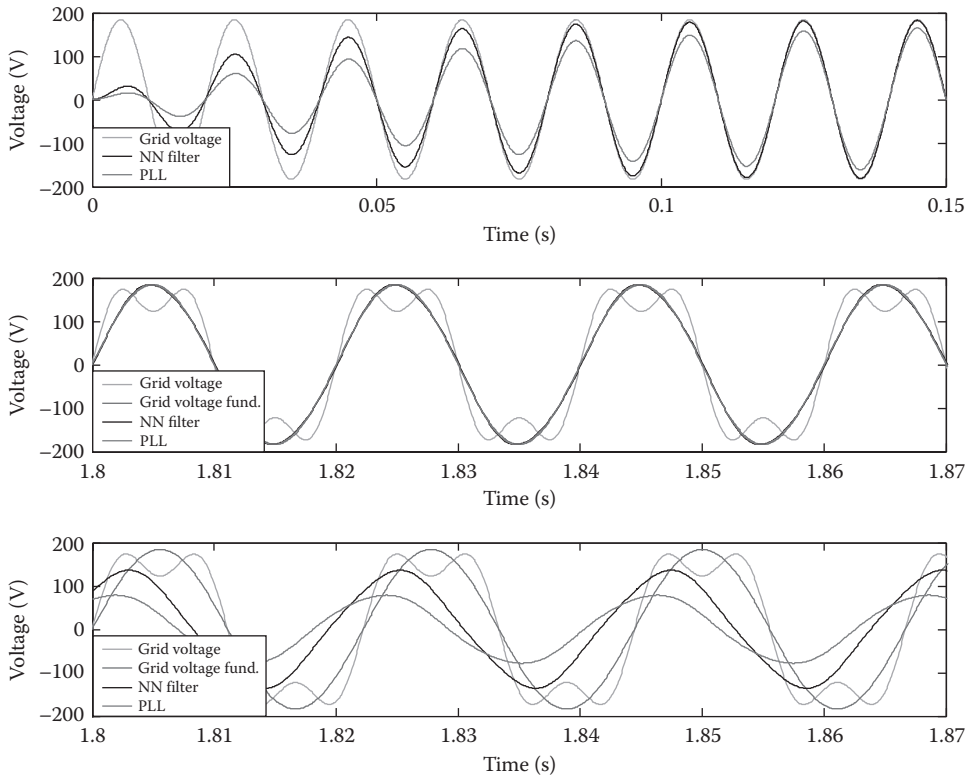 200
100
0
−100
−200
Voltage (V)
Grid voltage
NN filter
PLL
0
0.05
0.1
0.15
Time (s)
200
100
0
−100
−200
Voltage (V)
Grid voltage
Grid voltage fund.
NN filter
PLL
1.8
1.81
1.82
1.83
1.84
1.85
1.86
1.87
Time (s)
200
100
0
−100
−200
Voltage (V)
Grid voltage
Grid voltage fund.
NN filter
PLL
1.8
1.81
1.82
1.83
1.84
1.85
1.86
1.87
Time (s)